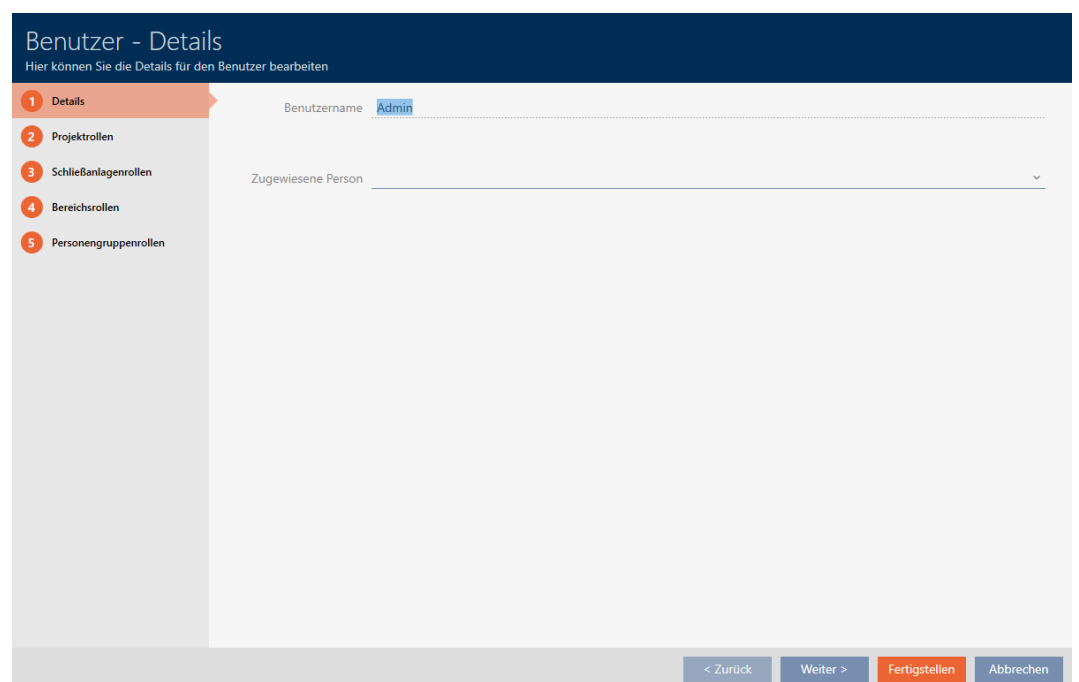 Benutzer - Details
Hier können Sie die Details für den Benutzer bearbeiten
1 Details
2 Projektrollen
3 Schließanlagenrollen
4 Bereichsrollen
5 Personengruppenrollen
Benutzername Admin
Zugewiesene Person
< Zurück Weiter > Fertigstellen Abbrechen